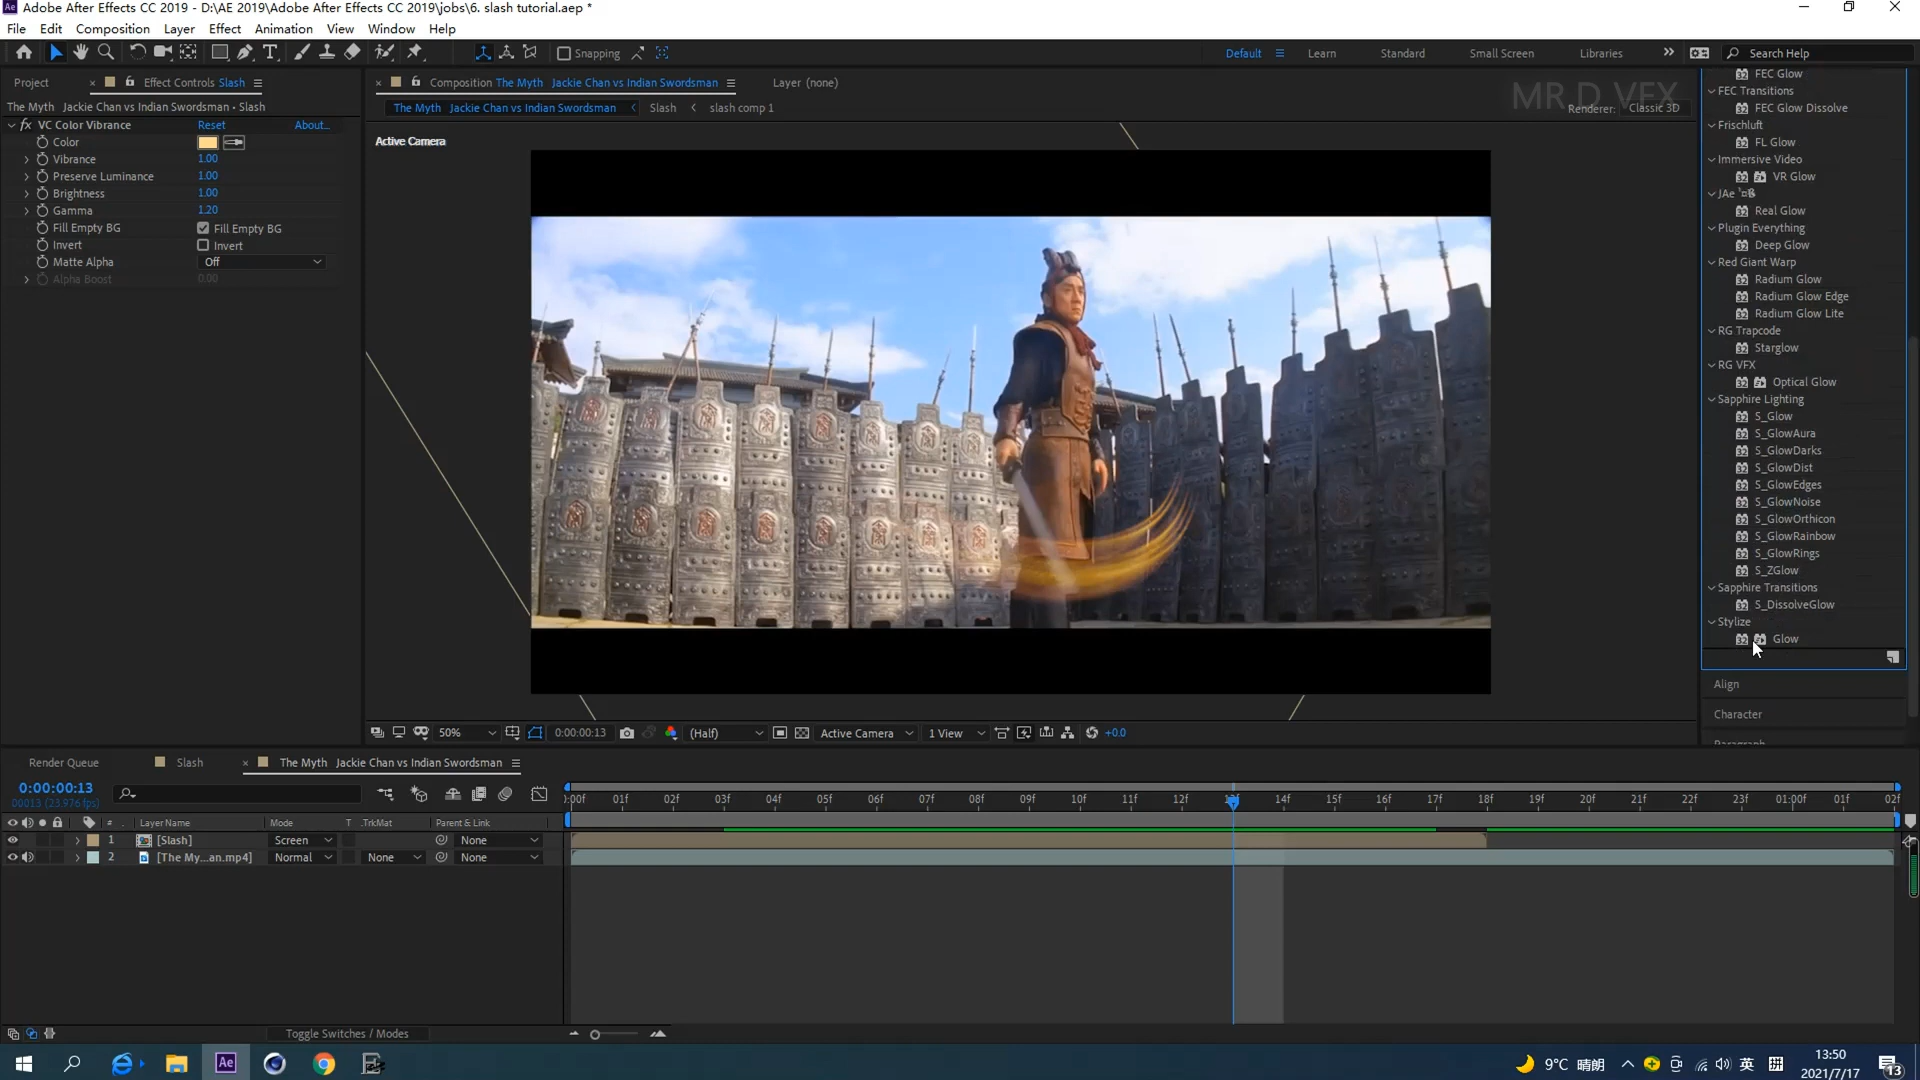 Adobe After Effects CC 2019 - D:\AE 2019\Adobe After Effects CC 2019\jobs\6. slash tutorial.aep *
File Edit Composition Layer Effect Animation View Window Help
Snapping
Default Learn Standard Small Screen Libraries Search Help
Project Effect Controls Slash
Composition The Myth Jackie Chan vs Indian Swordsman Layer (none)
The Myth Jackie Chan vs Indian Swordsman • Slash
The Myth Jackie Chan vs Indian Swordsman Slash slash comp 1
MR D VFX
Renderer: Classic 3D
fx VC Color Vibrance Reset About...
Color
Vibrance 1.00
Preserve Luminance 1.00
Brightness 1.00
Gamma 1.20
Fill Empty BG Fill Empty BG
Invert Invert
Matte Alpha Off
Alpha Boost 0.00
Active Camera
FEC Glow
FEC Transitions
FEC Glow Dissolve
Frischluft
FL Glow
Immersive Video
VR Glow
JAe
Real Glow
Plugin Everything
Deep Glow
Red Giant Warp
Radium Glow
Radium Glow Edge
Radium Glow Lite
RG Trapcode
Starglow
RG VFX
Optical Glow
Sapphire Lighting
S_Glow
S_GlowAura
S_GlowDarks
S_GlowDist
S_GlowEdges
S_GlowNoise
S_GlowOrthicon
S_GlowRainbow
S_GlowRings
S_ZGlow
Sapphire Transitions
S_DissolveGlow
Stylize
Glow
Align
Character
Paragraph
50% 0:00:00:13 (Half) Active Camera 1 View +0.0
Render Queue Slash The Myth Jackie Chan vs Indian Swordsman
0:00:00:13
00013 (23.976 fps)
:00f 01f 02f 03f 04f 05f 06f 07f 08f 09f 10f 11f 12f 13f 14f 15f 16f 17f 18f 19f 20f 21f 22f 23f 01:00f 01f 02f
# Layer Name Mode T .TrkMat Parent & Link
1 [Slash] Screen None
2 [The My...an.mp4] Normal None None
Toggle Switches / Modes
Ae 9°C 晴朗 英 13:50
2021/7/17 13